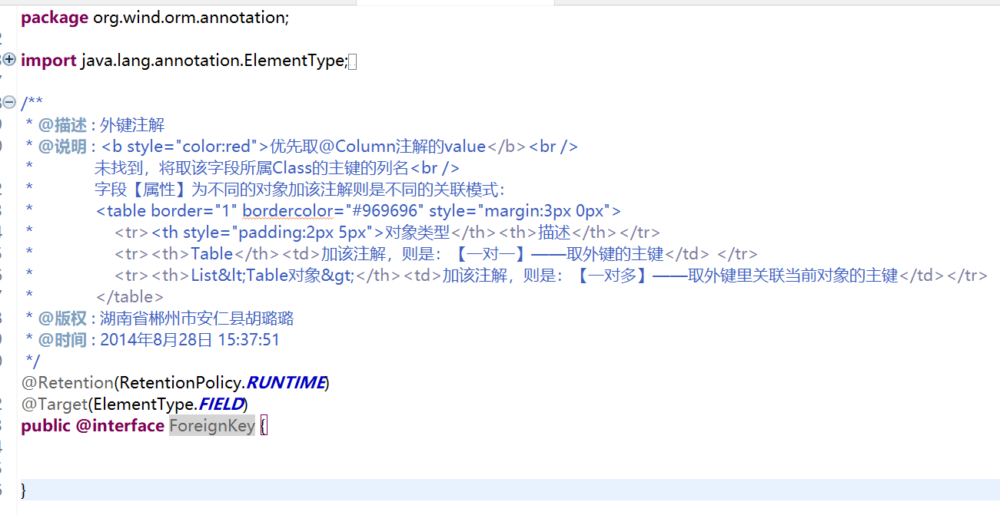 package org.wind.orm.annotation;
import java.lang.annotation.ElementType;
/**
 * @描述 : 外键注解
 * @说明 : <b style="color:red">优先取@Column注解的value</b><br />
 *             未找到，将取该字段所属Class的主键的列名<br />
 *             字段【属性】为不同的对象加该注解则是不同的关联模式：
 *             <table border="1" bordercolor="#969696" style="margin:3px 0px">
 *                 <tr><th style="padding:2px 5px">对象类型</th><th>描述</th></tr>
 *                 <tr><th>Table</th><td>加该注解，则是：【一对一】——取外键的主键</td> </tr>
 *                 <tr><th>List&lt;Table对象&gt;</th><td>加该注解，则是：【一对多】——取外键里关联当前对象的主键</td></tr>
 *             </table>
 * @版权 : 湖南省郴州市安仁县胡璐璐
 * @时间 : 2014年8月28日 15:37:51
 */
@Retention(RetentionPolicy.RUNTIME)
@Target(ElementType.FIELD)
public @interface ForeignKey {
}